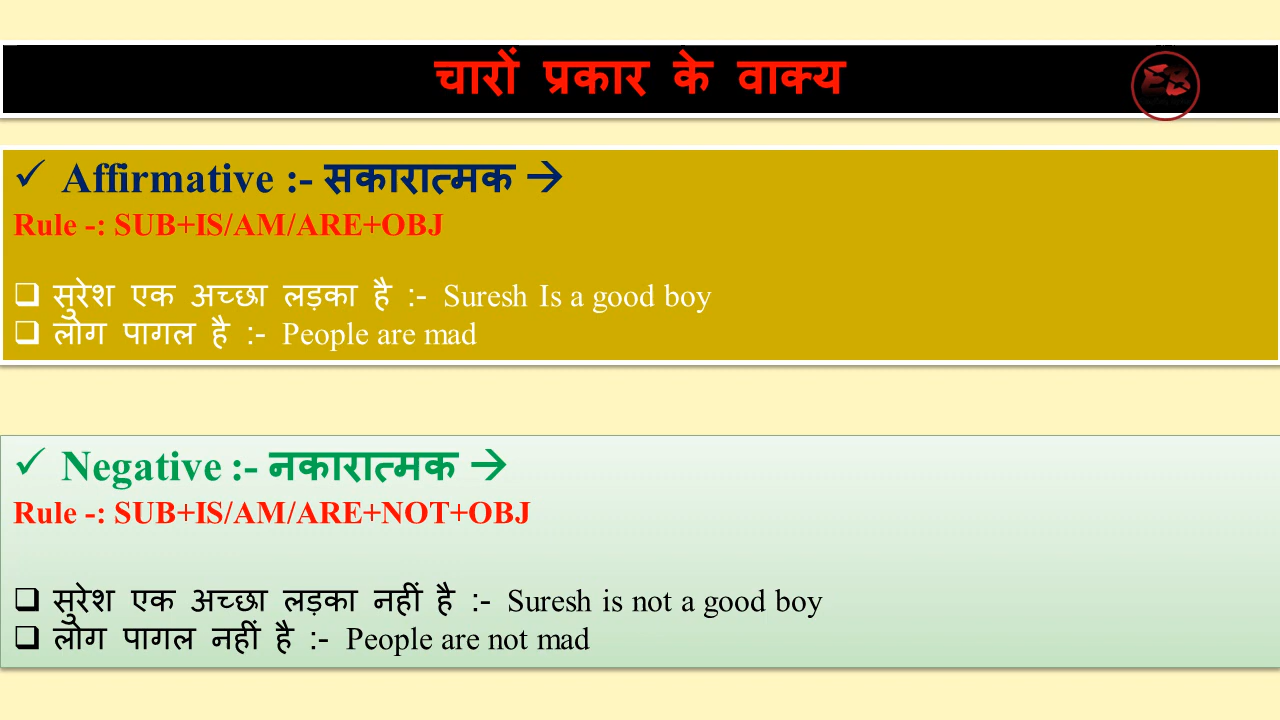 चारों प्रकार के वाक्य
EB
✓ Affirmative :- सकारात्मक →
Rule -: SUB+IS/AM/ARE+OBJ
❑ सुरेश एक अच्छा लड़का है :- Suresh Is a good boy
❑ लोग पागल है :- People are mad
✓ Negative :- नकारात्मक →
Rule -: SUB+IS/AM/ARE+NOT+OBJ
❑ सुरेश एक अच्छा लड़का नहीं है :- Suresh is not a good boy
❑ लोग पागल नहीं है :- People are not mad